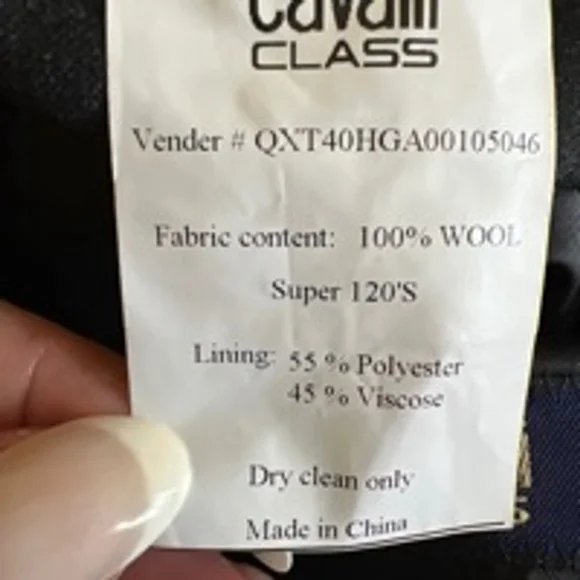 Cavalli
CLASS
Vender # QXT40HGA00105046
Fabric content: 100% WOOL
Super 120'S
Lining: 55 % Polyester
45 % Viscose
Dry clean only
Made in China